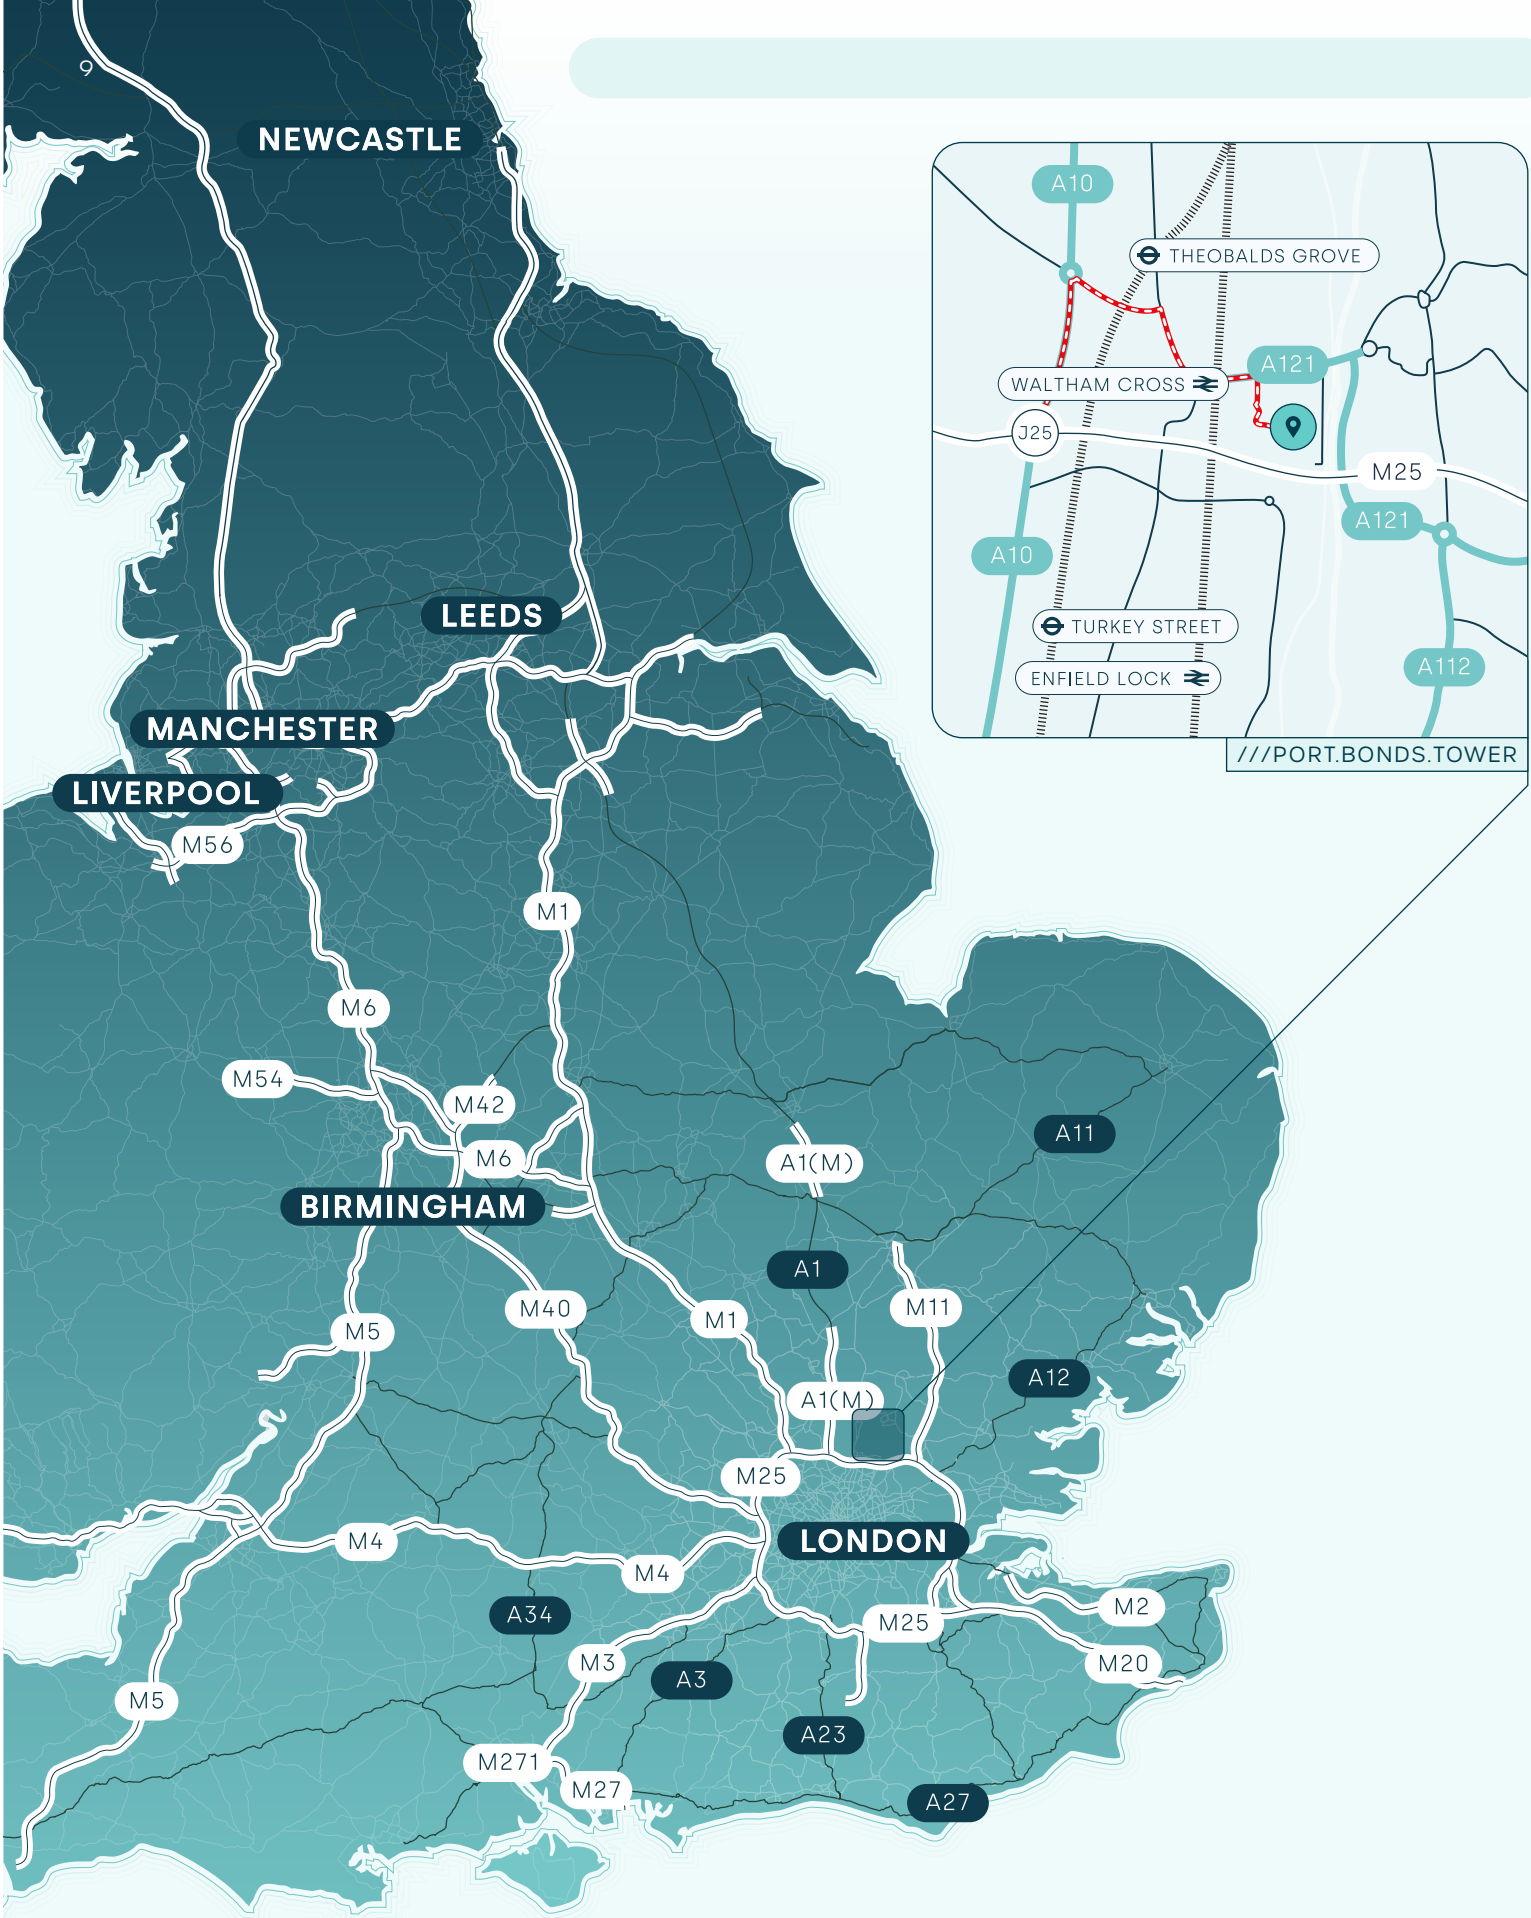 9
NEWCASTLE
A10
THEOBALDS GROVE
A121
WALTHAM CROSS
J25
M25
A121
A10
TURKEY STREET
A112
ENFIELD LOCK
///PORT.BONDS.TOWER
LEEDS
MANCHESTER
LIVERPOOL
M56
M1
M6
M54
M42
A11
M6
A1(M)
BIRMINGHAM
A1
M40
M11
M1
M5
A12
A1(M)
M25
M4
LONDON
M4
A34
M2
M25
M3
M20
A3
M5
A23
M271
M27
A27